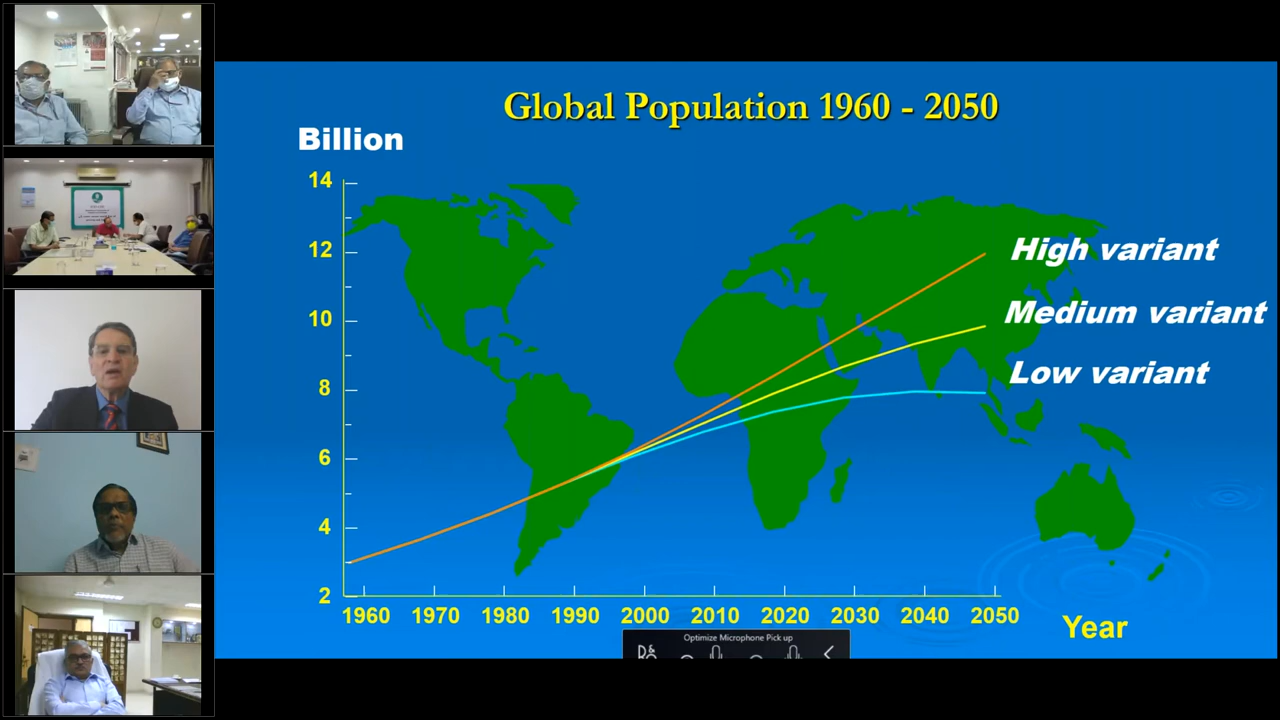 Global Population 1960 - 2050
Billion
14
12
10
8
6
4
2
High variant
Medium variant
Low variant
1960 1970 1980 1990 2000 2010 2020 2030 2040 2050
Year
Optimize Microphone Pick up